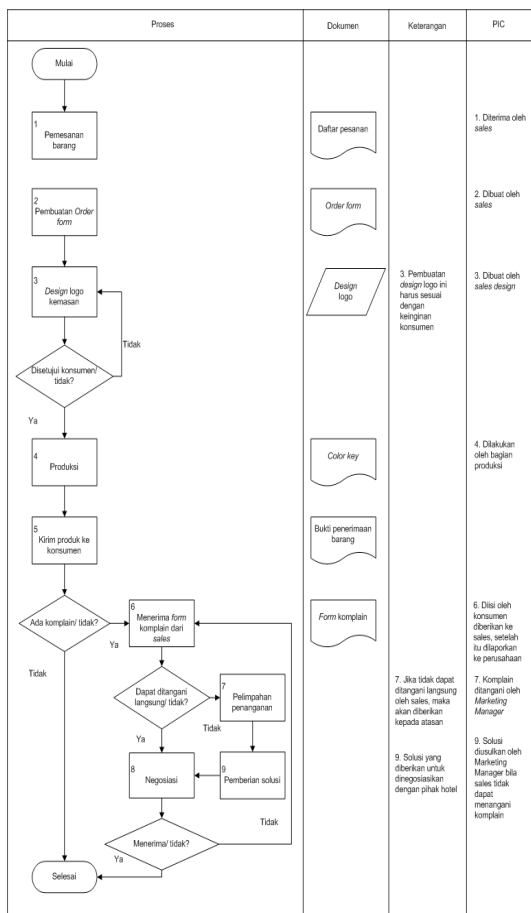 Proses
Dokumen
Keterangan
PIC
Mulai
1
Pemesanan
barang
Daftar pesanan
1. Diterima oleh
sales
2
Pembuatan Order
form
Order form
2. Dibuat oleh
sales
3
Design logo
kemasan
Design
logo
3. Pembuatan
design logo ini
harus sesuai
dengan
keinginan
konsumen
3. Dibuat oleh
sales design
Tidak
Disetujui konsumen/
tidak?
Ya
4
Produksi
Color key
4. Dilakukan
oleh bagian
produksi
5
Kirim produk ke
konsumen
Bukti penerimaan
barang
Ada komplain/ tidak?
Ya
Tidak
6
Menerima form
komplain dari
sales
Form komplain
6. Diisi oleh
konsumen
diberikan ke
sales, setelah
itu dilaporkan
ke perusahaan
Dapat ditangani
langsung/ tidak?
Tidak
Ya
7
Pelimpahan
penanganan
7. Jika tidak dapat
ditangani langsung
oleh sales, maka
akan diberikan
kepada atasan
7. Komplain
ditangani oleh
Marketing
Manager
8
Negosiasi
9
Pemberian solusi
9. Solusi yang
diberikan untuk
dinegosiasikan
dengan pihak hotel
9. Solusi
diusulkan oleh
Marketing
Manager bila
sales tidak
dapat
menangani
komplain
Tidak
Menerima/ tidak?
Ya
Selesai